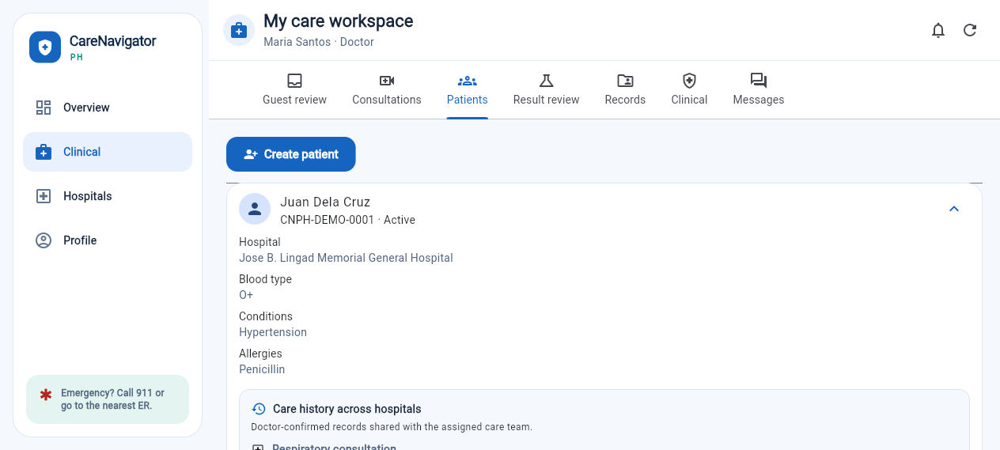 CareNavigator
PH
Overview
Clinical
Hospitals
Profile
Emergency? Call 911 or
go to the nearest ER.
My care workspace
Maria Santos · Doctor
Guest review
Consultations
Patients
Result review
Records
Clinical
Messages
Create patient
Juan Dela Cruz
CNPH-DEMO-0001 · Active
Hospital
Jose B. Lingad Memorial General Hospital
Blood type
O+
Conditions
Hypertension
Allergies
Penicillin
Care history across hospitals
Doctor-confirmed records shared with the assigned care team.
Respiratory consultation